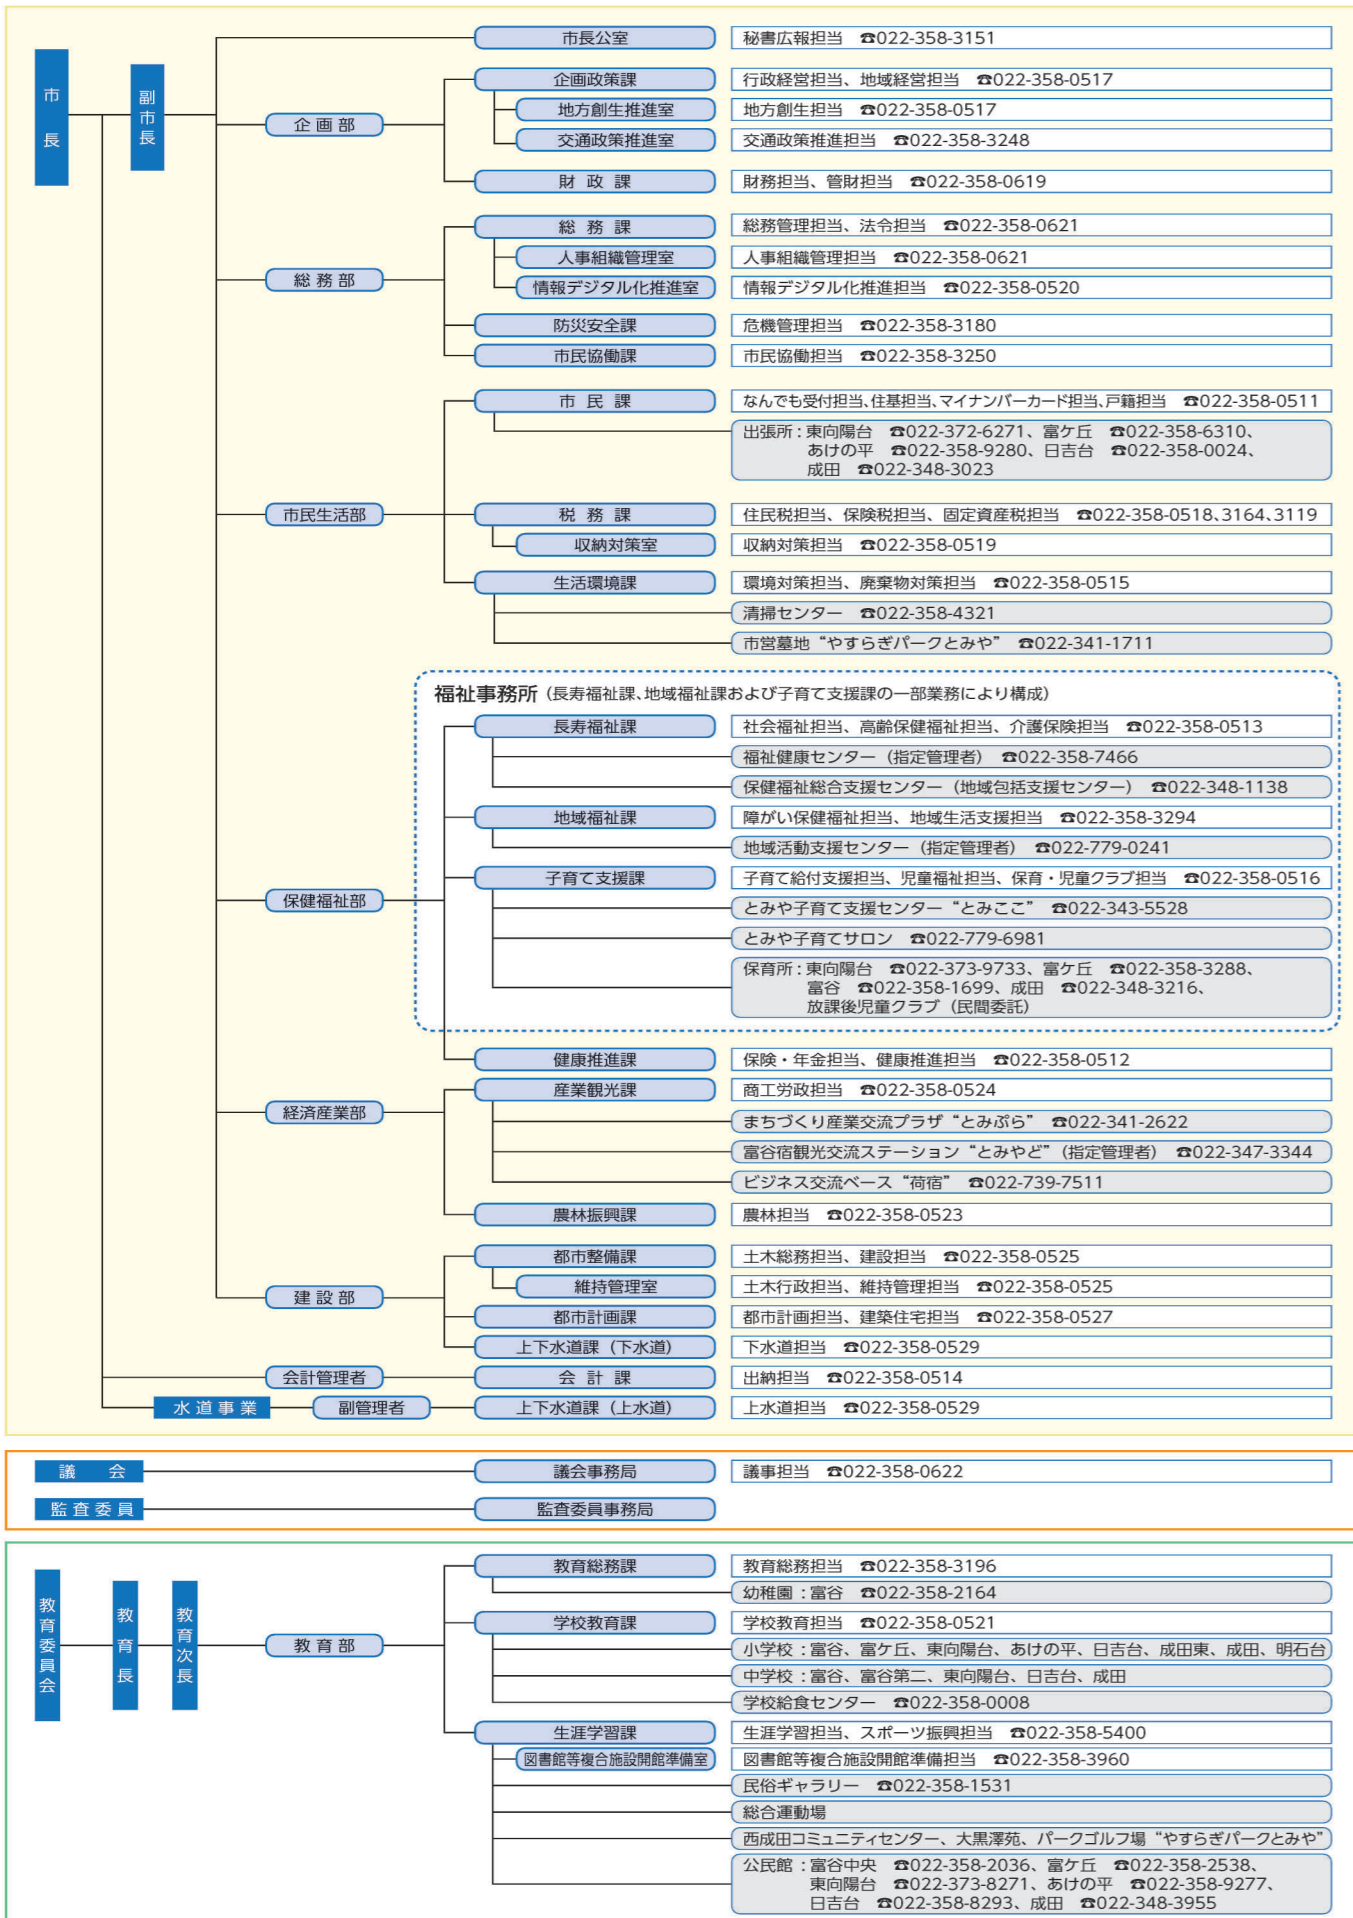 市長
副市長
市長公室
秘書広報担当 ☎022-358-3151
企画部
企画政策課
行政経営担当、地域経営担当 ☎022-358-0517
地方創生推進室
地方創生担当 ☎022-358-0517
交通政策推進室
交通政策推進担当 ☎022-358-3248
財政課
財務担当、管財担当 ☎022-358-0619
総務部
総務課
総務管理担当、法令担当 ☎022-358-0621
人事組織管理室
人事組織管理担当 ☎022-358-0621
情報デジタル化推進室
情報デジタル化推進担当 ☎022-358-0520
防災安全課
危機管理担当 ☎022-358-3180
市民協働課
市民協働担当 ☎022-358-3250
市民生活部
市民課
なんでも受付担当、住基担当、マイナンバーカード担当、戸籍担当 ☎022-358-0511
出張所：東向陽台 ☎022-372-6271、富ケ丘 ☎022-358-6310、
あけの平 ☎022-358-9280、日吉台 ☎022-358-0024、
成田 ☎022-348-3023
税務課
住民税担当、保険税担当、固定資産税担当 ☎022-358-0518、3164、3119
収納対策室
収納対策担当 ☎022-358-0519
生活環境課
環境対策担当、廃棄物対策担当 ☎022-358-0515
清掃センター ☎022-358-4321
市営墓地“やすらぎパークとみや” ☎022-341-1711
福祉事務所（長寿福祉課、地域福祉課および子育て支援課の一部業務により構成）
保健福祉部
長寿福祉課
社会福祉担当、高齢保健福祉担当、介護保険担当 ☎022-358-0513
福祉健康センター（指定管理者） ☎022-358-7466
保健福祉総合支援センター（地域包括支援センター） ☎022-348-1138
地域福祉課
障がい保健福祉担当、地域生活支援担当 ☎022-358-3294
地域活動支援センター（指定管理者） ☎022-779-0241
子育て支援課
子育て給付支援担当、児童福祉担当、保育・児童クラブ担当 ☎022-358-0516
とみや子育て支援センター“とみここ” ☎022-343-5528
とみや子育てサロン ☎022-779-6981
保育所：東向陽台 ☎022-373-9733、富ケ丘 ☎022-358-3288、
富谷 ☎022-358-1699、成田 ☎022-348-3216、
放課後児童クラブ（民間委託）
健康推進課
保険・年金担当、健康推進担当 ☎022-358-0512
経済産業部
産業観光課
商工労政担当 ☎022-358-0524
まちづくり産業交流プラザ“とみぷら” ☎022-341-2622
富谷宿観光交流ステーション“とみやど”（指定管理者） ☎022-347-3344
ビジネス交流ベース“荷宿” ☎022-739-7511
農林振興課
農林担当 ☎022-358-0523
建設部
都市整備課
土木総務担当、建設担当 ☎022-358-0525
維持管理室
土木行政担当、維持管理担当 ☎022-358-0525
都市計画課
都市計画担当、建築住宅担当 ☎022-358-0527
上下水道課（下水道）
下水道担当 ☎022-358-0529
会計管理者
会計課
出納担当 ☎022-358-0514
水道事業
副管理者
上下水道課（上水道）
上水道担当 ☎022-358-0529
議会
議会事務局
議事担当 ☎022-358-0622
監査委員
監査委員事務局
教育委員会
教育長
教育次長
教育部
教育総務課
教育総務担当 ☎022-358-3196
幼稚園：富谷 ☎022-358-2164
学校教育課
学校教育担当 ☎022-358-0521
小学校：富谷、富ケ丘、東向陽台、あけの平、日吉台、成田東、成田、明石台
中学校：富谷、富谷第二、東向陽台、日吉台、成田
学校給食センター ☎022-358-0008
生涯学習課
生涯学習担当、スポーツ振興担当 ☎022-358-5400
図書館等複合施設開館準備室
図書館等複合施設開館準備担当 ☎022-358-3960
民俗ギャラリー ☎022-358-1531
総合運動場
西成田コミュニティセンター、大黒澤苑、パークゴルフ場“やすらぎパークとみや”
公民館：富谷中央 ☎022-358-2036、富ケ丘 ☎022-358-2538、
東向陽台 ☎022-373-8271、あけの平 ☎022-358-9277、
日吉台 ☎022-358-8293、成田 ☎022-348-3955